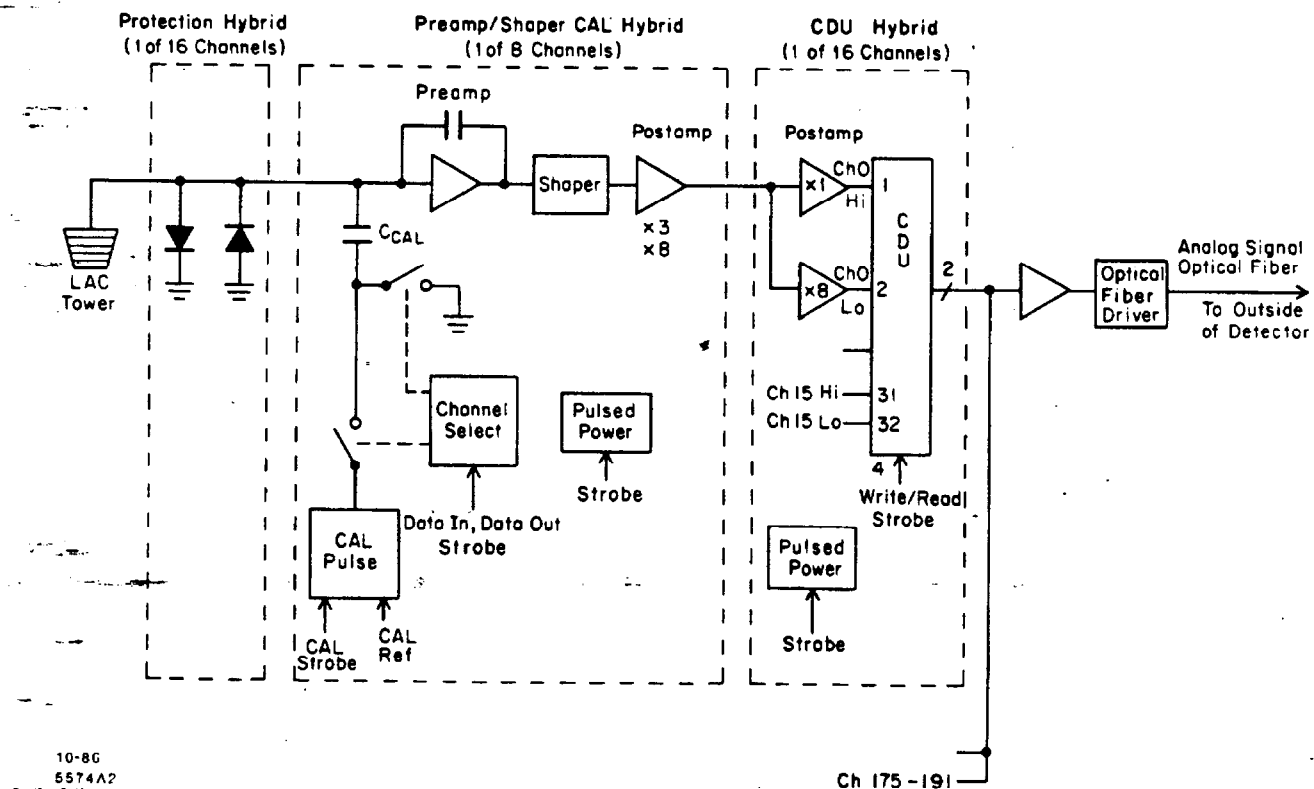 Protection Hybrid
(1 of 16 Channels)
Preamp/Shaper CAL Hybrid
(1 of 8 Channels)
CDU Hybrid
(1 of 16 Channels)
Preamp
Postamp
Postamp
Shaper
×3
×8
×1
Ch0
Hi
1
CDU
C_CAL
LAC
Tower
×8
Ch0
Lo
2
2
Optical
Fiber
Driver
Analog Signal
Optical Fiber
To Outside
of Detector
Channel
Select
Pulsed
Power
Ch 15 Hi
31
Ch 15 Lo
32
4
Strobe
Write/Read
Strobe
Data In, Data Out
Strobe
CAL
Pulse
Pulsed
Power
CAL
Strobe
CAL
Ref
Strobe
10-86
5574A2
Ch 175-191